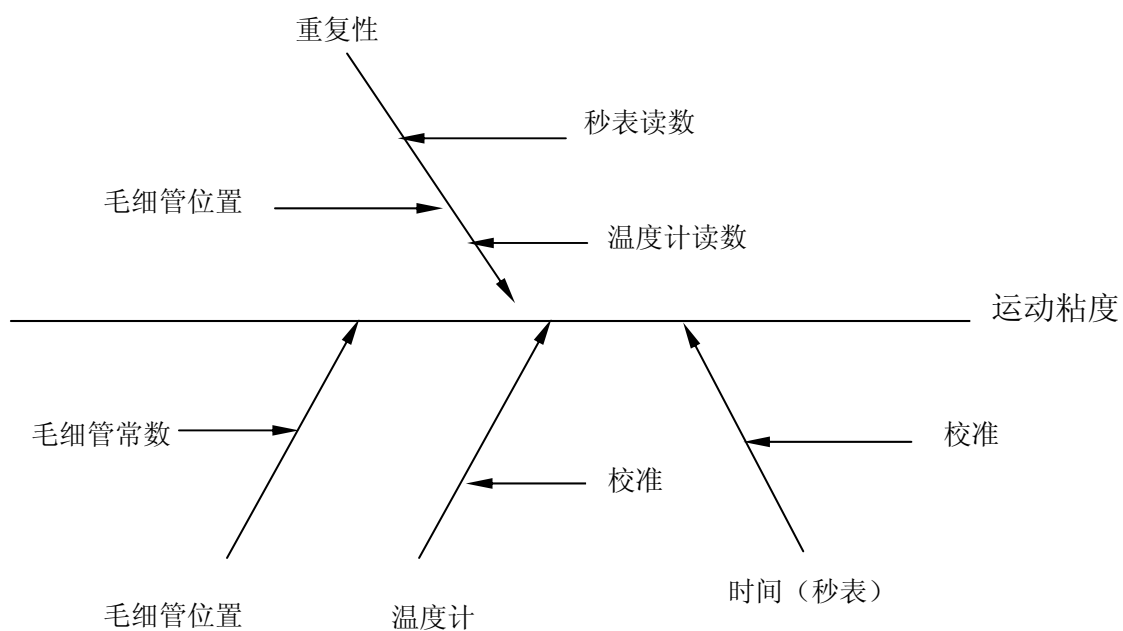 重复性
秒表读数
毛细管位置
温度计读数
运动粘度
毛细管常数
校准
校准
毛细管位置
温度计
时间（秒表）